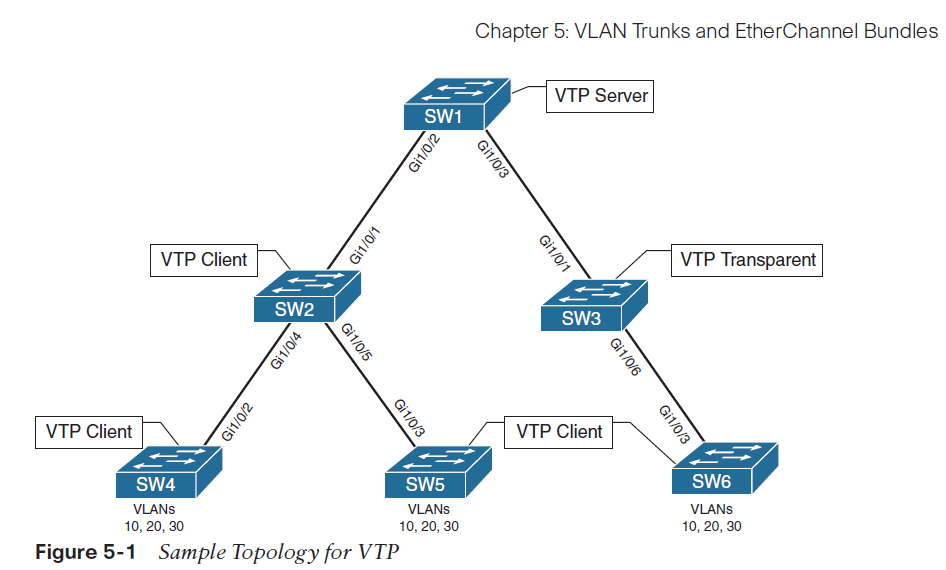 Chapter 5: VLAN Trunks and EtherChannel Bundles
VTP Server
SW1
Gi1/0/2
Gi1/0/3
Gi1/0/1
Gi1/0/1
VTP Client
VTP Transparent
SW2
SW3
Gi1/0/4
Gi1/0/5
Gi1/0/6
Gi1/0/2
Gi1/0/3
Gi1/0/3
VTP Client
VTP Client
SW4
SW5
SW6
VLANs
10, 20, 30
VLANs
10, 20, 30
VLANs
10, 20, 30
Figure 5-1 Sample Topology for VTP